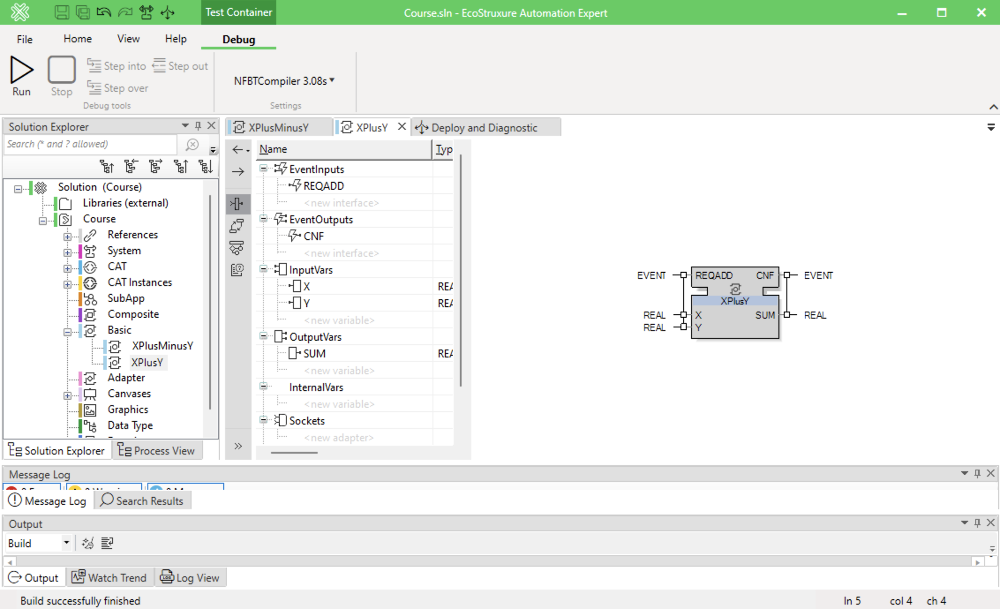 Test Container
Course.sln - EcoStruxure Automation Expert
File Home View Help Debug
Run
Stop
Step into Step out
Step over
Debug tools
NFBTCompiler 3.08s
Settings
Solution Explorer
Search (* and ? allowed)
Solution (Course)
Libraries (external)
Course
References
System
CAT
CAT Instances
SubApp
Composite
Basic
XPlusMinusY
XPlusY
Adapter
Canvases
Graphics
Data Type
Solution Explorer Process View
XPlusMinusY XPlusY Deploy and Diagnostic
Name Typ
EventInputs
REQADD
<new interface>
EventOutputs
CNF
<new interface>
InputVars
X REA
Y REA
<new variable>
OutputVars
SUM REA
<new variable>
InternalVars
<new variable>
Sockets
<new adapter>
EVENT REQADD CNF EVENT
XPlusY
REAL X SUM REAL
REAL Y
Message Log
Message Log Search Results
Output
Build
Output Watch Trend Log View
Build successfully finished
ln 5 col 4 ch 4